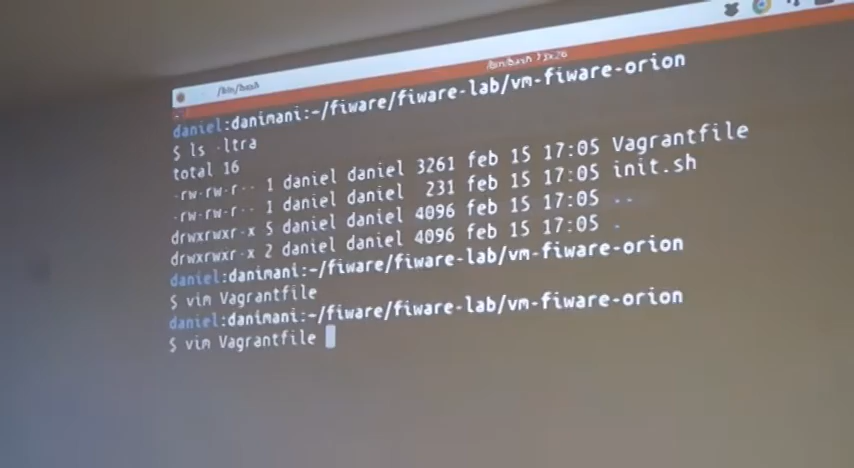 /bin/bash
/bin/bash
daniel:danimani:~/fiware/fiware-lab/vm-fiware-orion
$ ls -ltra
total 16
-rw-rw-r-- 1 daniel daniel 3261 feb 15 17:05 Vagrantfile
-rw-rw-r-- 1 daniel daniel 231 feb 15 17:05 init.sh
drwxrwxr-x 5 daniel daniel 4096 feb 15 17:05 ..
drwxrwxr-x 2 daniel daniel 4096 feb 15 17:05 .
daniel:danimani:~/fiware/fiware-lab/vm-fiware-orion
$ vim Vagrantfile
daniel:danimani:~/fiware/fiware-lab/vm-fiware-orion
$ vim Vagrantfile